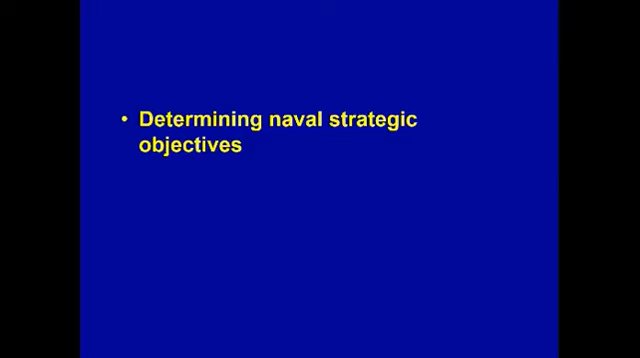 • Determining naval strategic
objectives